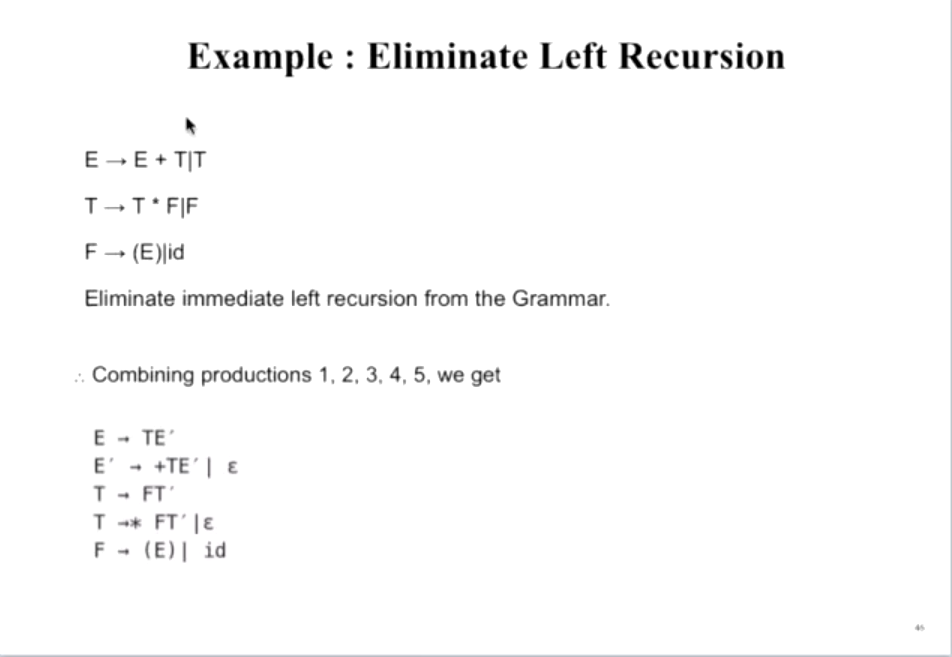 Example : Eliminate Left Recursion
E → E + T|T
T → T * F|F
F → (E)|id
Eliminate immediate left recursion from the Grammar.
∴ Combining productions 1, 2, 3, 4, 5, we get
E → TE′
E′ → +TE′| ε
T → FT′
T →* FT′|ε
F → (E)| id